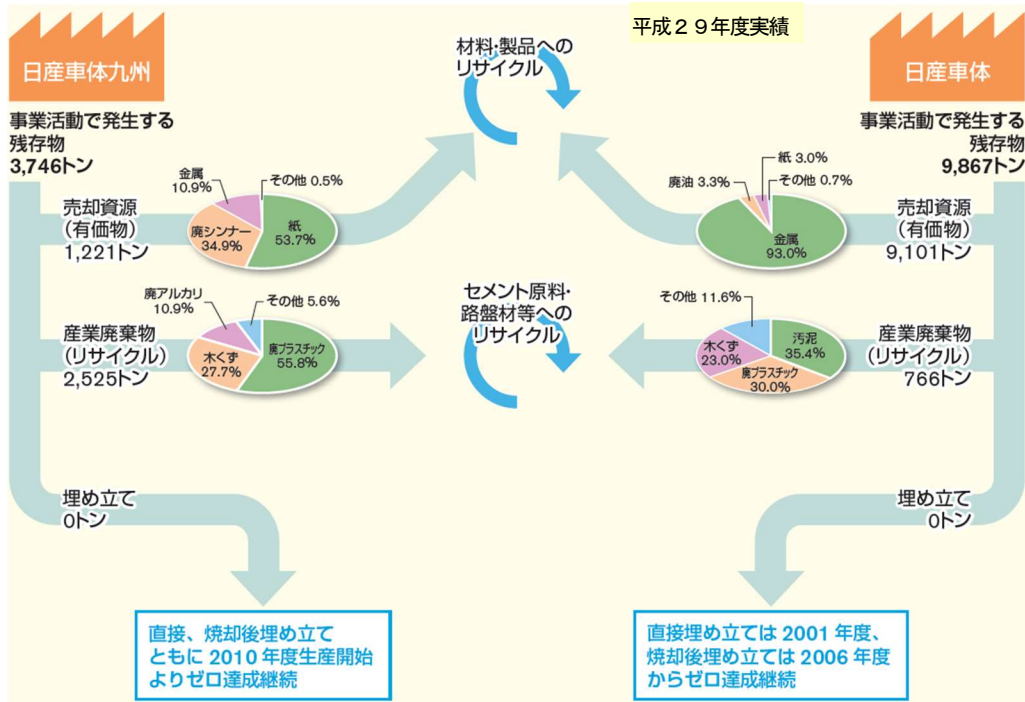 平成２９年度実績
日産車体九州
事業活動で発生する
残存物
3,746トン
売却資源
(有価物)
1,221トン
金属
10.9%
その他 0.5%
廃シンナー
34.9%
紙
53.7%
産業廃棄物
(リサイクル)
2,525トン
廃アルカリ
10.9%
その他 5.6%
木くず
27.7%
廃プラスチック
55.8%
埋め立て
0トン
直接、焼却後埋め立て
ともに 2010 年度生産開始
よりゼロ達成継続
材料・製品への
リサイクル
セメント原料・
路盤材等への
リサイクル
日産車体
事業活動で発生する
残存物
9,867トン
売却資源
(有価物)
9,101トン
紙 3.0%
廃油 3.3%
その他 0.7%
金属
93.0%
産業廃棄物
(リサイクル)
766トン
その他 11.6%
木くず
23.0%
汚泥
35.4%
廃プラスチック
30.0%
埋め立て
0トン
直接埋め立ては 2001 年度、
焼却後埋め立ては 2006 年度
からゼロ達成継続